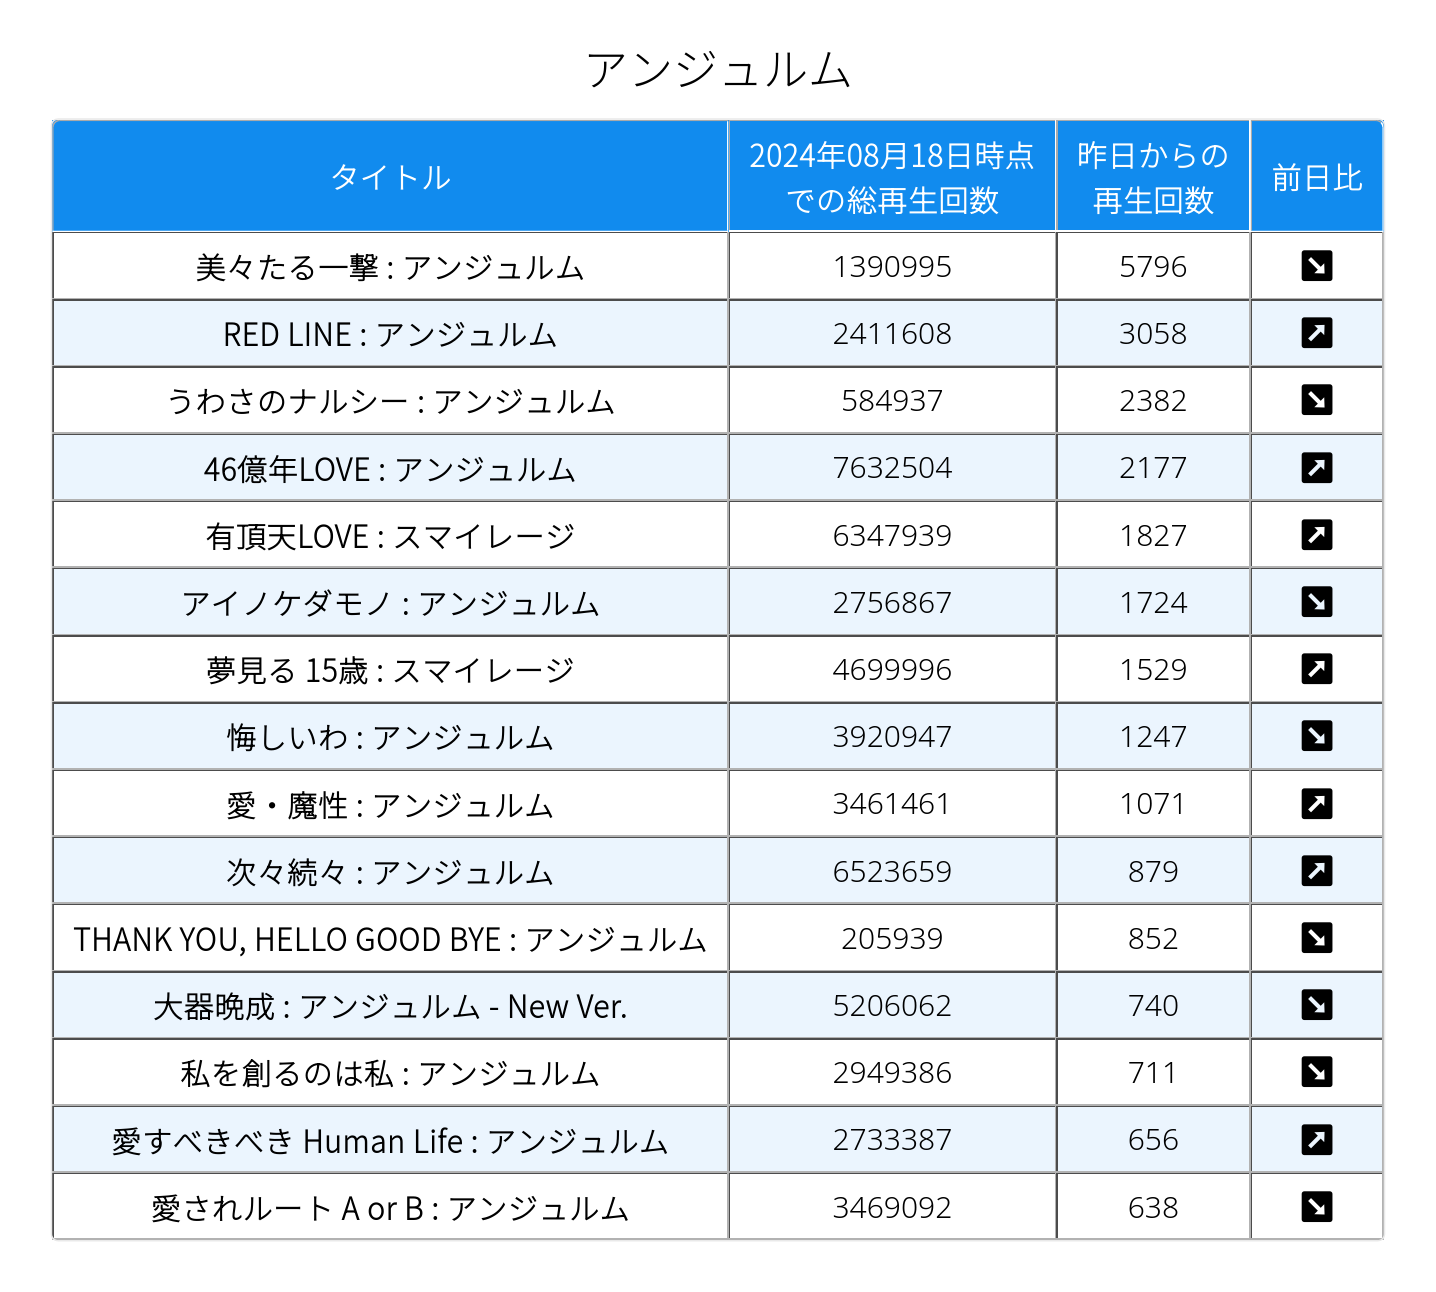 アンジュルム
タイトル 2024年08月18日時点での総再生回数 昨日からの再生回数 前日比
美々たる一撃 : アンジュルム 1390995 5796
RED LINE : アンジュルム 2411608 3058
うわさのナルシー : アンジュルム 584937 2382
46億年LOVE : アンジュルム 7632504 2177
有頂天LOVE : スマイレージ 6347939 1827
アイノケダモノ : アンジュルム 2756867 1724
夢見る 15歳 : スマイレージ 4699996 1529
悔しいわ : アンジュルム 3920947 1247
愛・魔性 : アンジュルム 3461461 1071
次々続々 : アンジュルム 6523659 879
THANK YOU, HELLO GOOD BYE : アンジュルム 205939 852
大器晩成 : アンジュルム - New Ver. 5206062 740
私を創るのは私 : アンジュルム 2949386 711
愛すべきべき Human Life : アンジュルム 2733387 656
愛されルート A or B : アンジュルム 3469092 638